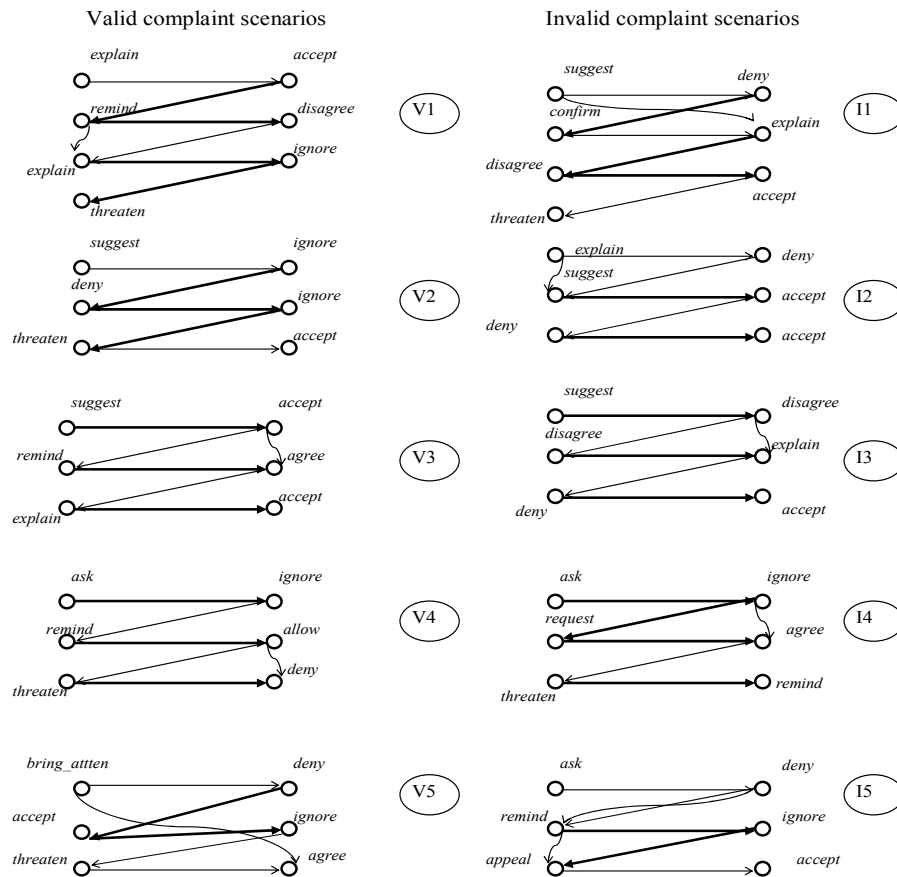 Valid complaint scenarios
Invalid complaint scenarios
explain
accept
remind
disagree
V1
explain
ignore
threaten
suggest
deny
confirm
explain
I1
disagree
accept
threaten
suggest
ignore
deny
ignore
V2
threaten
accept
explain
deny
suggest
accept
I2
deny
accept
suggest
accept
remind
agree
V3
explain
accept
suggest
disagree
disagree
explain
I3
deny
accept
ask
ignore
remind
allow
V4
threaten
deny
ask
ignore
request
agree
I4
threaten
remind
bring_attten
deny
V5
accept
ignore
threaten
agree
ask
deny
I5
remind
ignore
appeal
accept